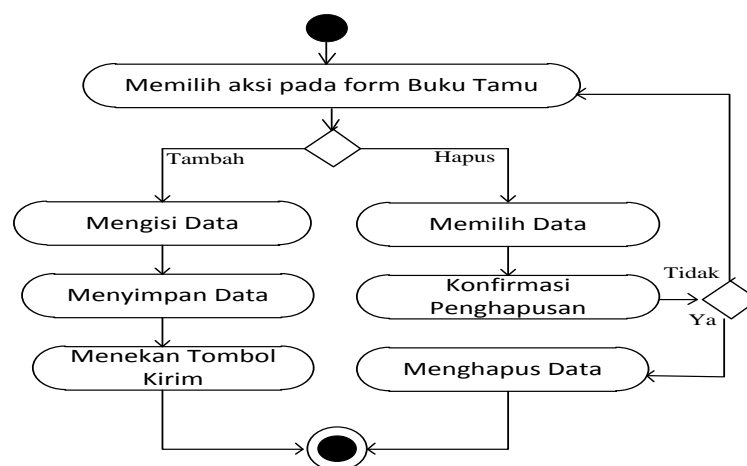 Memilih aksi pada form Buku Tamu
Tambah
Hapus
Mengisi Data
Memilih Data
Menyimpan Data
Konfirmasi
Penghapusan
Tidak
Ya
Menekan Tombol
Kirim
Menghapus Data